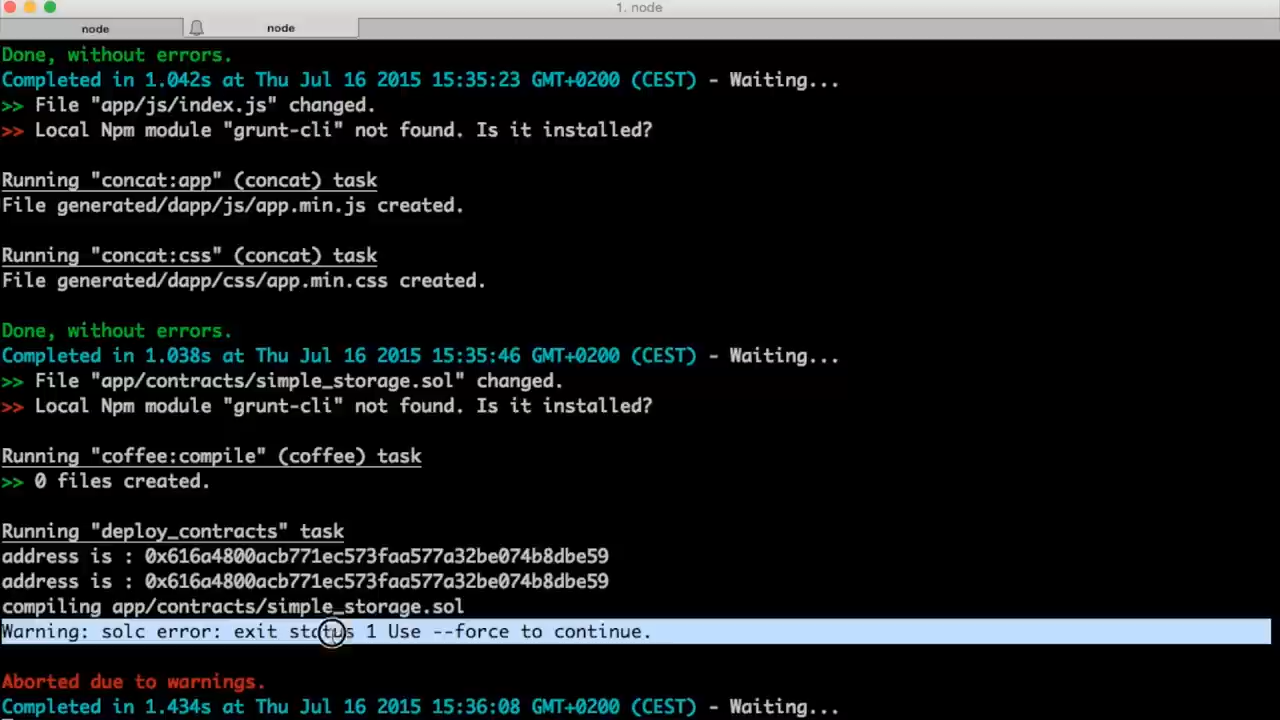 1. node
node
node
Done, without errors.
Completed in 1.042s at Thu Jul 16 2015 15:35:23 GMT+0200 (CEST) - Waiting...
>> File "app/js/index.js" changed.
>> Local Npm module "grunt-cli" not found. Is it installed?
Running "concat:app" (concat) task
File generated/dapp/js/app.min.js created.
Running "concat:css" (concat) task
File generated/dapp/css/app.min.css created.
Done, without errors.
Completed in 1.038s at Thu Jul 16 2015 15:35:46 GMT+0200 (CEST) - Waiting...
>> File "app/contracts/simple_storage.sol" changed.
>> Local Npm module "grunt-cli" not found. Is it installed?
Running "coffee:compile" (coffee) task
>> 0 files created.
Running "deploy_contracts" task
address is : 0x616a4800acb771ec573faa577a32be074b8dbe59
address is : 0x616a4800acb771ec573faa577a32be074b8dbe59
compiling app/contracts/simple_storage.sol
Warning: solc error: exit status 1 Use --force to continue.
Aborted due to warnings.
Completed in 1.434s at Thu Jul 16 2015 15:36:08 GMT+0200 (CEST) - Waiting...